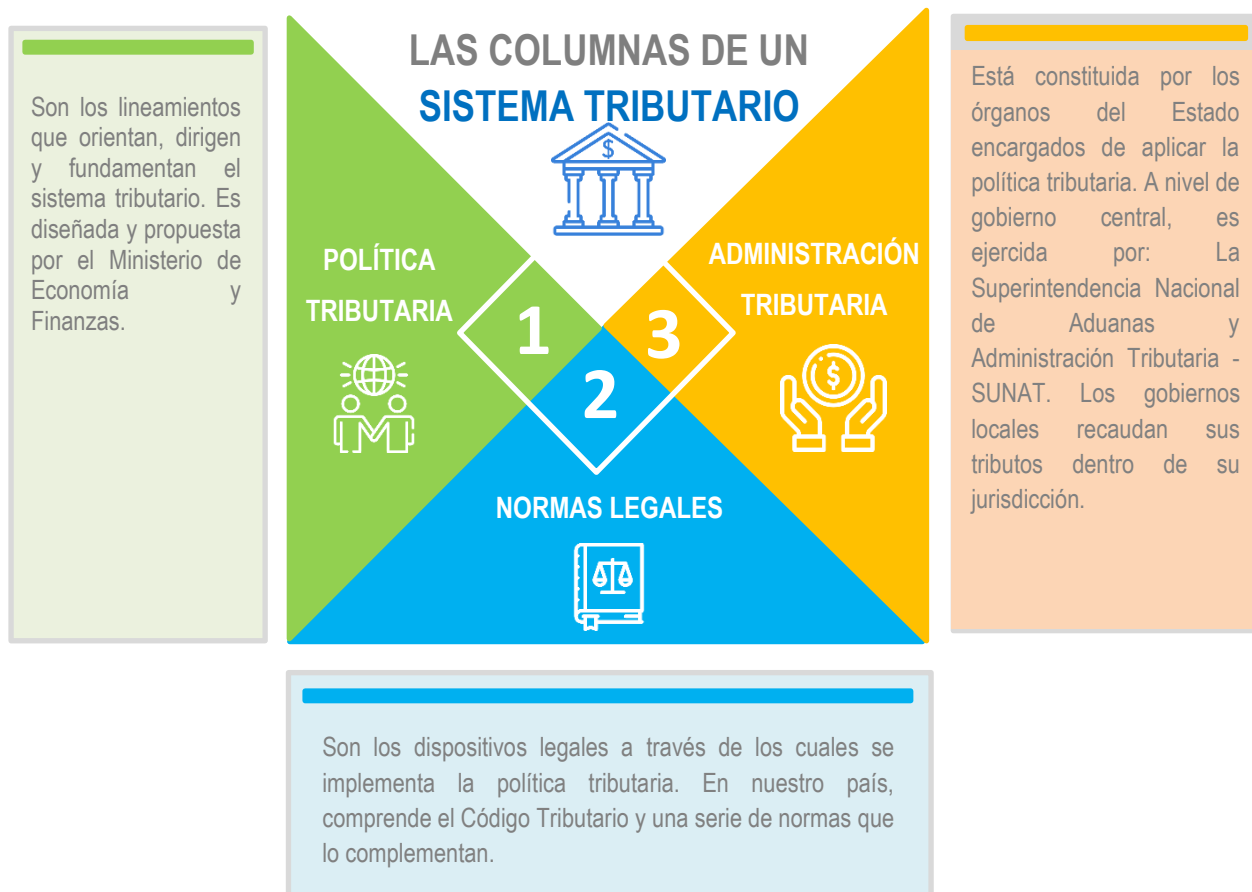 LAS COLUMNAS DE UN
SISTEMA TRIBUTARIO
$
Son los lineamientos
que orientan, dirigen
y fundamentan el
sistema tributario. Es
diseñada y propuesta
por el Ministerio de
Economía y
Finanzas.
POLÍTICA
TRIBUTARIA
1
2
3
ADMINISTRACIÓN
TRIBUTARIA
$
NORMAS LEGALES
Está constituida por los
órganos del Estado
encargados de aplicar la
política tributaria. A nivel de
gobierno central, es
ejercida por: La
Superintendencia Nacional
de Aduanas y
Administración Tributaria -
SUNAT. Los gobiernos
locales recaudan sus
tributos dentro de su
jurisdicción.
Son los dispositivos legales a través de los cuales se
implementa la política tributaria. En nuestro país,
comprende el Código Tributario y una serie de normas que
lo complementan.